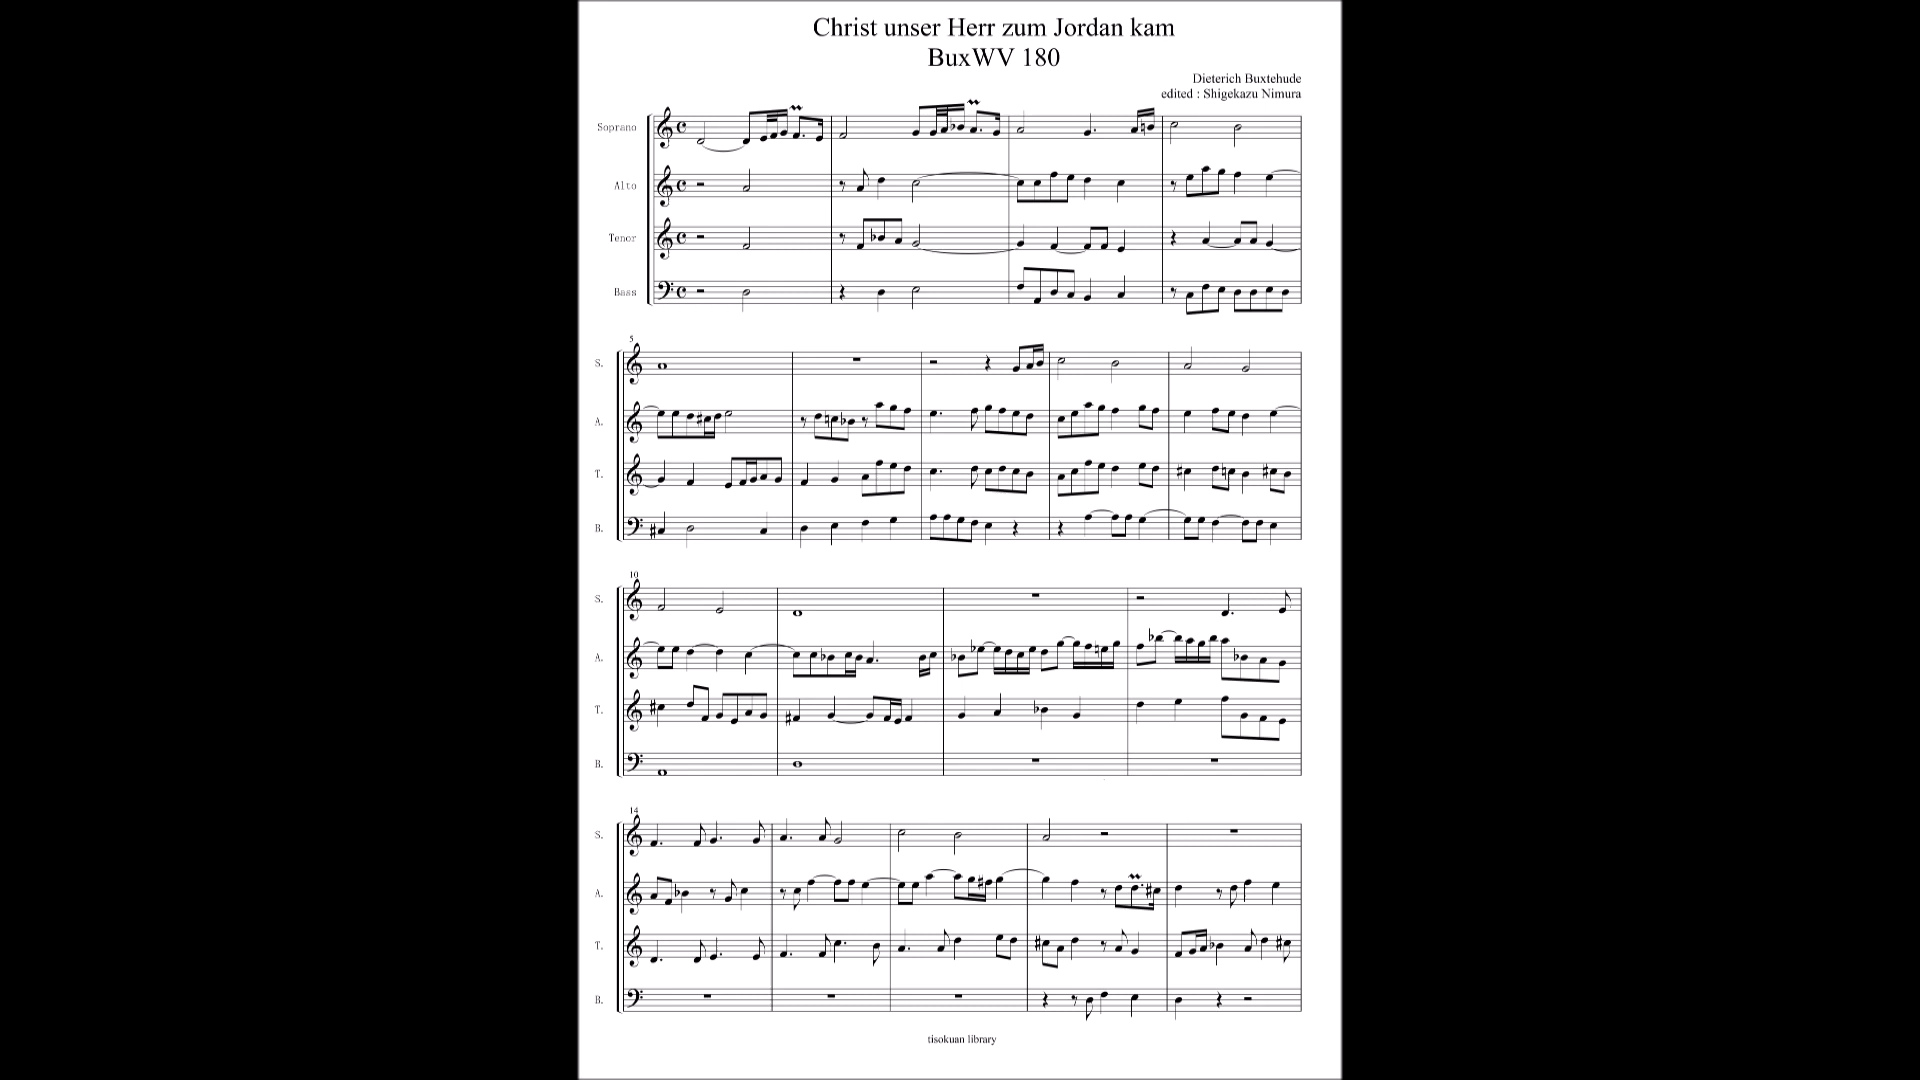 Christ unser Herr zum Jordan kam
BuxWV 180
Dieterich Buxtehude
edited : Shigekazu Nimura
Soprano
Alto
Tenor
Bass
5
S.
A.
T.
B.
10
S.
A.
T.
B.
14
S.
A.
T.
B.
tisokuan library